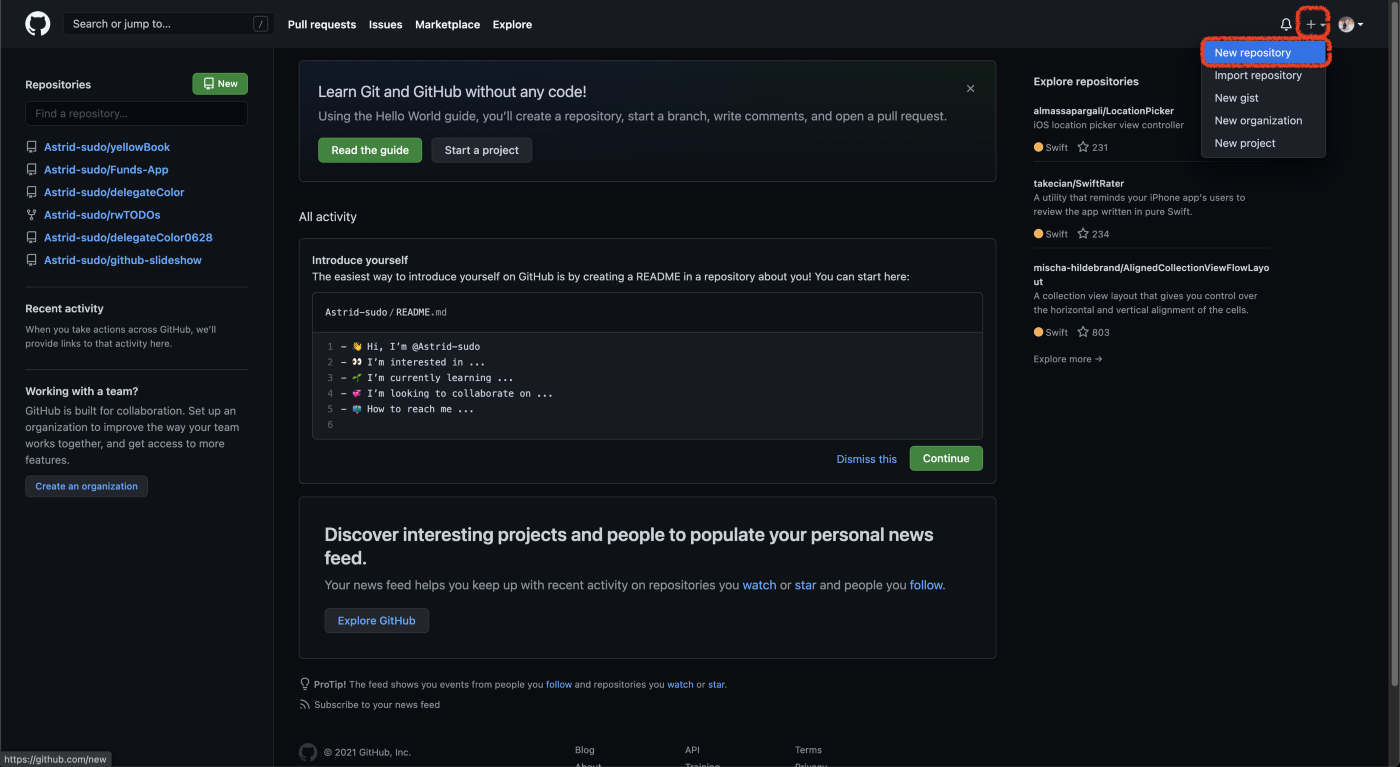 Search or jump to...
/
Pull requests
Issues
Marketplace
Explore
New repository
Import repository
New gist
New organization
New project
Repositories
New
Find a repository...
Astrid-sudo/yellowBook
Astrid-sudo/Funds-App
Astrid-sudo/delegateColor
Astrid-sudo/rwTODOs
Astrid-sudo/delegateColor0628
Astrid-sudo/github-slideshow
Recent activity
When you take actions across GitHub, we'll
provide links to that activity here.
Working with a team?
GitHub is built for collaboration. Set up an
organization to improve the way your team
works together, and get access to more
features.
Create an organization
Learn Git and GitHub without any code!
Using the Hello World guide, you'll create a repository, start a branch, write comments, and open a pull request.
Read the guide
Start a project
All activity
Introduce yourself
The easiest way to introduce yourself on GitHub is by creating a README in a repository about you! You can start here:
Astrid-sudo/README.md
1 - 👋 Hi, I'm @Astrid-sudo
2 - 👀 I'm interested in ...
3 - 🌱 I'm currently learning ...
4 - 💞️ I'm looking to collaborate on ...
5 - 📫 How to reach me ...
6
Dismiss this
Continue
Discover interesting projects and people to populate your personal news
feed.
Your news feed helps you keep up with recent activity on repositories you watch or star and people you follow.
Explore GitHub
ProTip! The feed shows you events from people you follow and repositories you watch or star.
Subscribe to your news feed
© 2021 GitHub, Inc.
Blog
About
API
Training
Terms
Privacy
Explore repositories
almassapargali/LocationPicker
iOS location picker view controller
Swift 231
takecian/SwiftRater
A utility that reminds your iPhone app's users to
review the app written in pure Swift.
Swift 234
mischa-hildebrand/AlignedCollectionViewFlowLayo
ut
A collection view layout that gives you control over
the horizontal and vertical alignment of the cells.
Swift 803
Explore more →
https://github.com/new